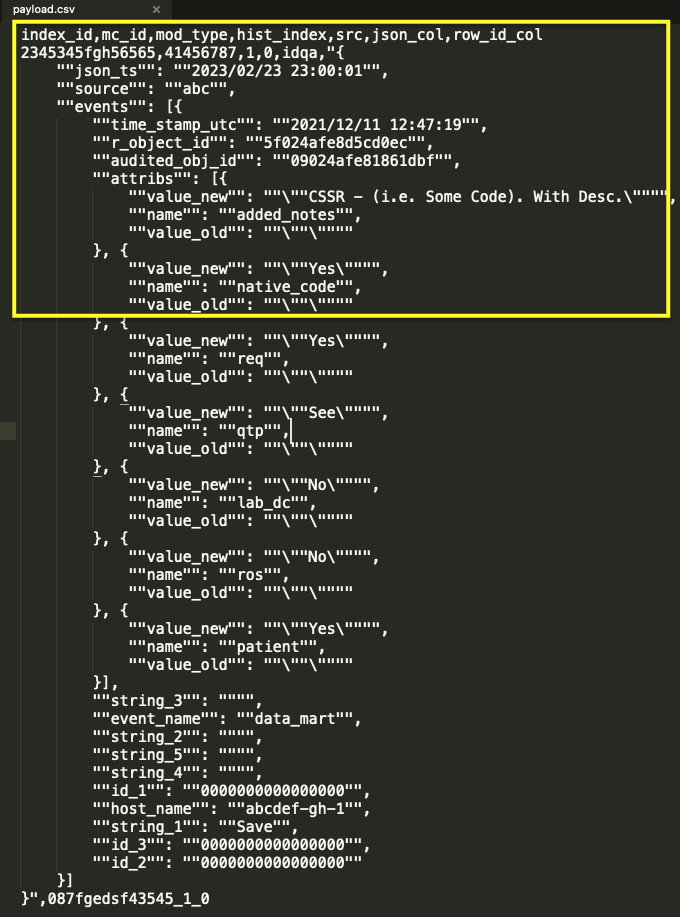 payload.csv ×
index_id,mc_id,mod_type,hist_index,src,json_col,row_id_col
2345345fgh56565,41456787,1,0,idqa,"{
""json_ts"": ""2023/02/23 23:00:01"",
""source"": ""abc"",
""events"": [{
""time_stamp_utc"": ""2021/12/11 12:47:19"",
""r_object_id"": ""5f024afe8d5cd0ec"",
""audited_obj_id"": ""09024afe81861dbf"",
""attribs"": [{
""value_new"": ""\""CSSR - (i.e. Some Code). With Desc.\"""",
""name"": ""added_notes"",
""value_old"": ""\""\""""
}, {
""value_new"": ""\""Yes\"""",
""name"": ""native_code"",
""value_old"": ""\""\""""
}, {
""value_new"": ""\""Yes\"""",
""name"": ""req"",
""value_old"": ""\""\""""
}, {
""value_new"": ""\""See\"""",
""name"": ""qtp"",
""value_old"": ""\""\""""
}, {
""value_new"": ""\""No\"""",
""name"": ""lab_dc"",
""value_old"": ""\""\""""
}, {
""value_new"": ""\""No\"""",
""name"": ""ros"",
""value_old"": ""\""\""""
}, {
""value_new"": ""\""Yes\"""",
""name"": ""patient"",
""value_old"": ""\""\""""
}],
""string_3"": """",
""event_name"": ""data_mart"",
""string_2"": """",
""string_5"": """",
""string_4"": """",
""id_1"": ""0000000000000000"",
""host_name"": ""abcdef-gh-1"",
""string_1"": ""Save"",
""id_3"": ""0000000000000000"",
""id_2"": ""0000000000000000""
}]
}",087fgedsf43545_1_0